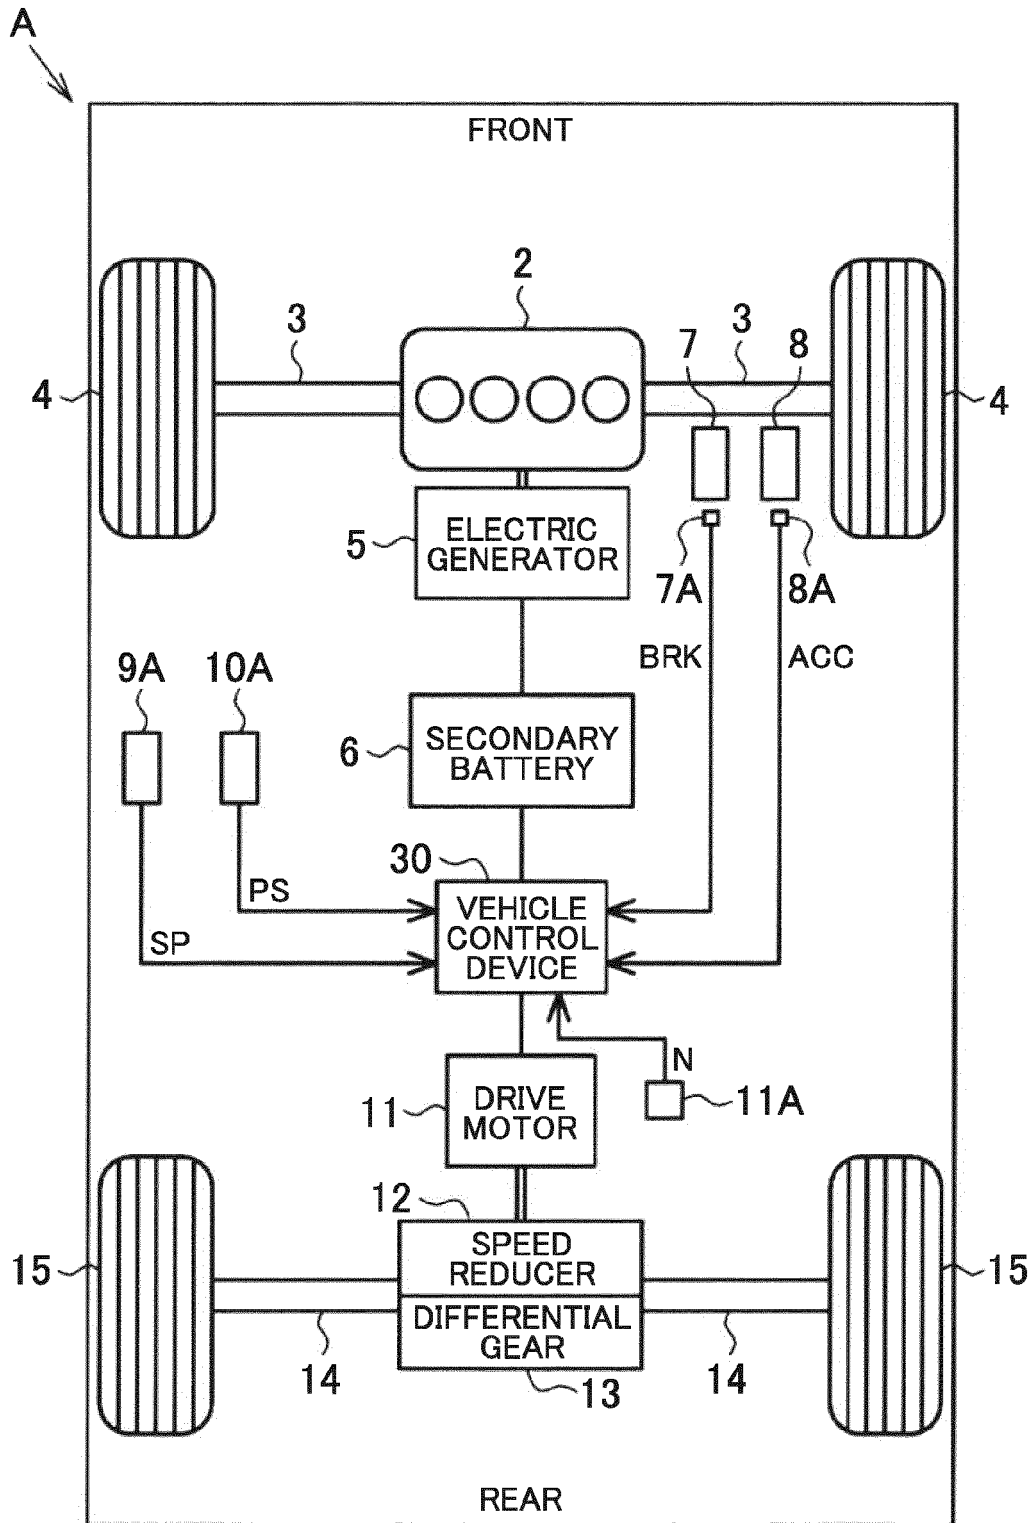 A
FRONT
2
3
7
3
8
4
4
5
ELECTRIC
GENERATOR
7A
8A
BRK
ACC
9A
10A
6
SECONDARY
BATTERY
30
PS
SP
VEHICLE
CONTROL
DEVICE
N
11
DRIVE
MOTOR
11A
12
SPEED
REDUCER
15
15
DIFFERENTIAL
GEAR
14
14
13
REAR